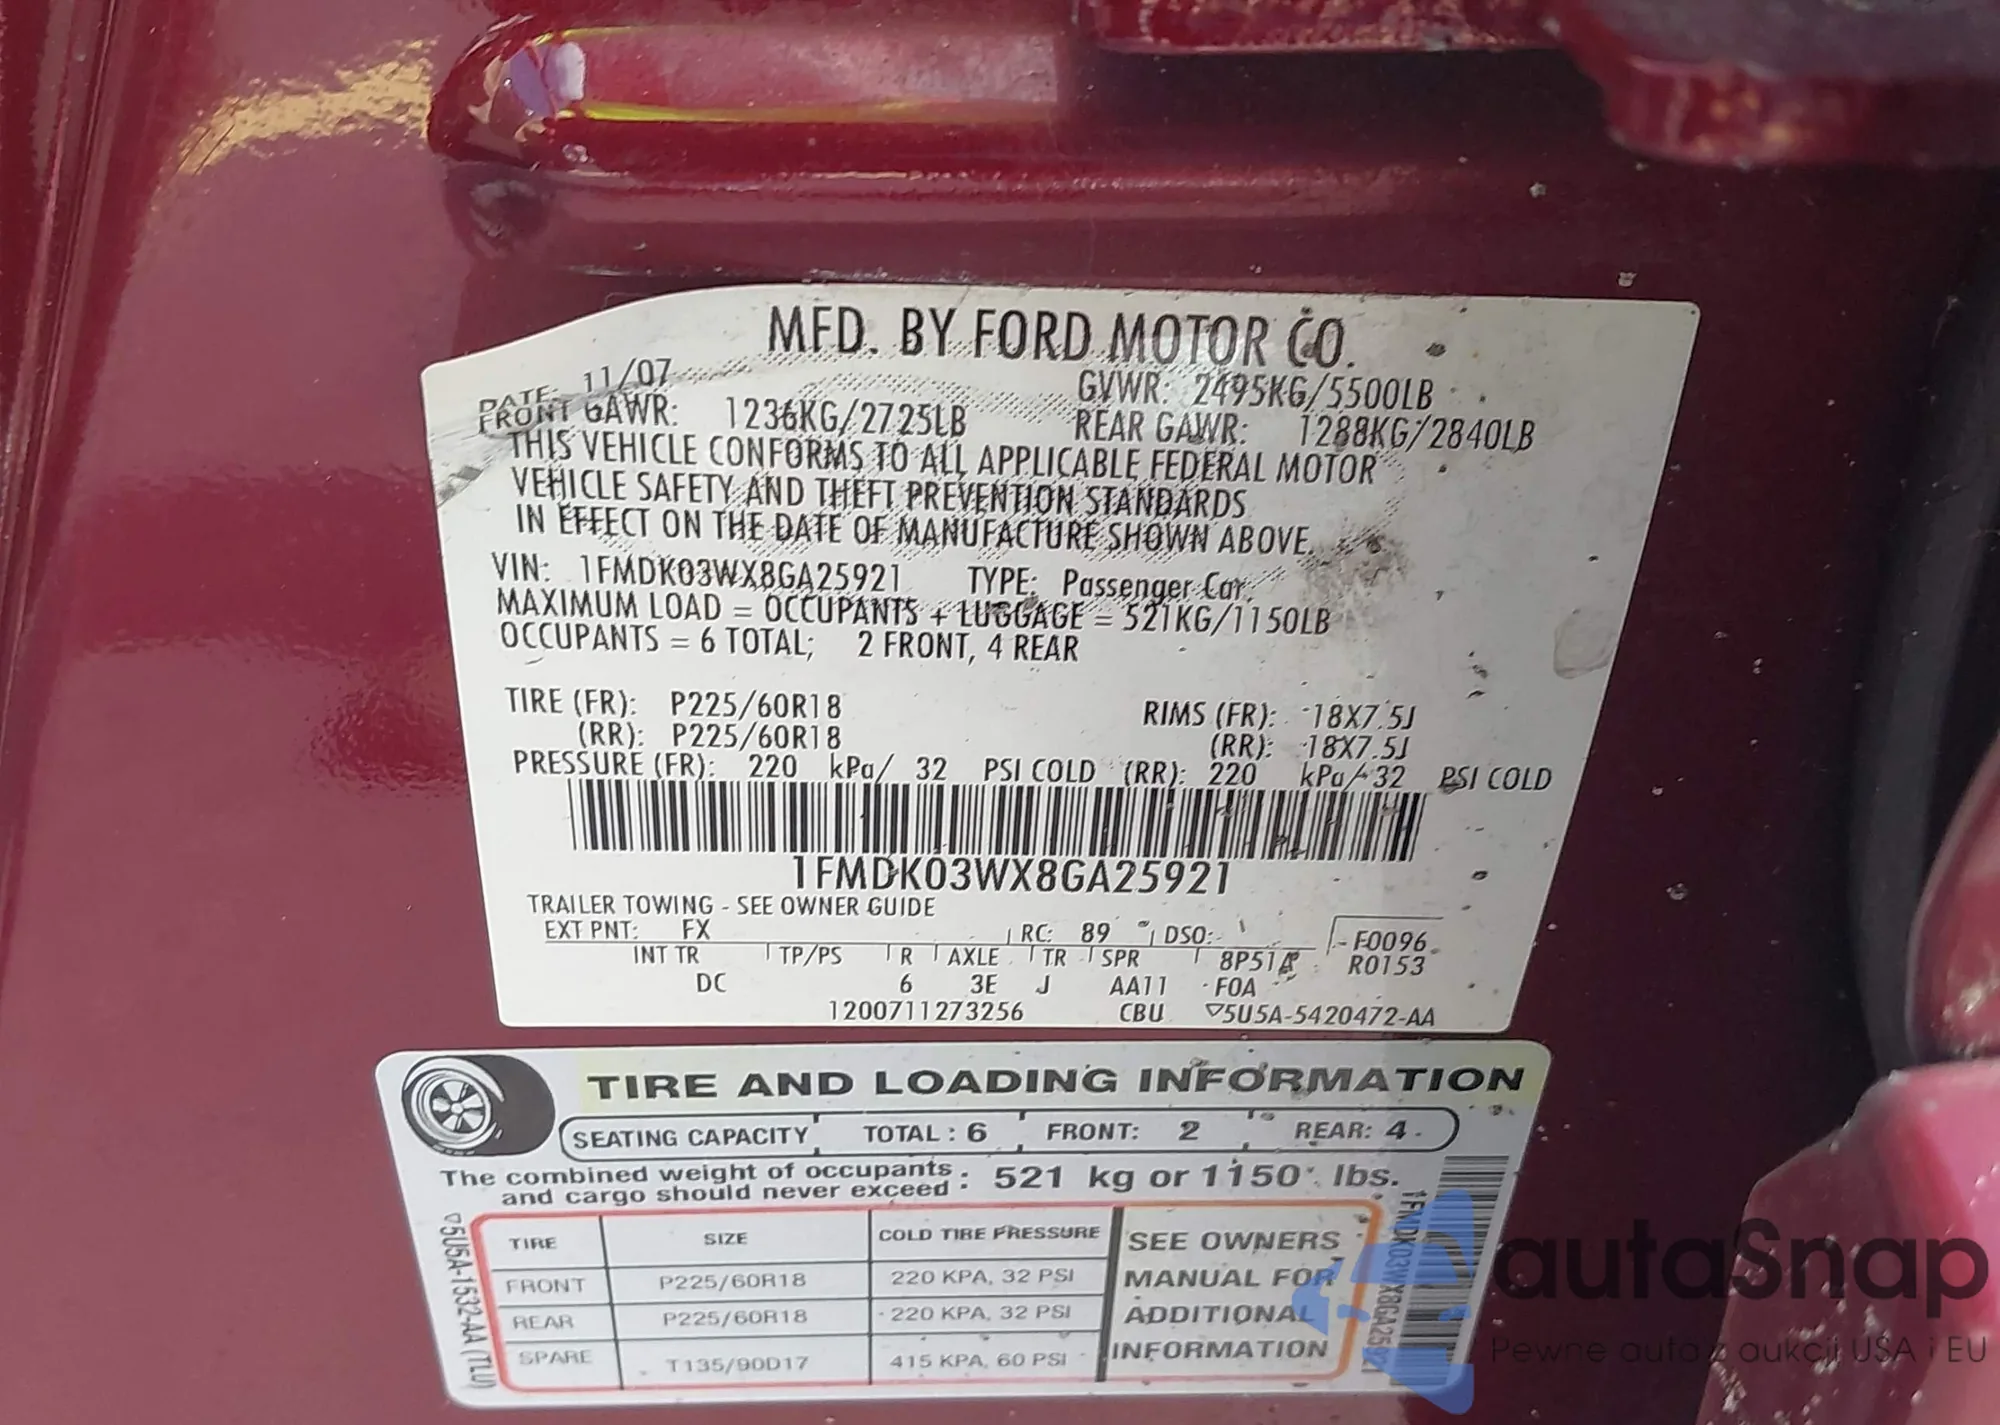 MFD. BY FORD MOTOR CO.
DATE: 11/07 GVWR: 2495KG/5500LB
FRONT GAWR: 1236KG/2725LB REAR GAWR: 1288KG/2840LB
THIS VEHICLE CONFORMS TO ALL APPLICABLE FEDERAL MOTOR
VEHICLE SAFETY AND THEFT PREVENTION STANDARDS
IN EFFECT ON THE DATE OF MANUFACTURE SHOWN ABOVE.
VIN: 1FMDK03WX8GA25921 TYPE: Passenger Car
MAXIMUM LOAD = OCCUPANTS + LUGGAGE = 521KG/1150LB
OCCUPANTS = 6 TOTAL; 2 FRONT, 4 REAR
TIRE (FR): P225/60R18 RIMS (FR): 18X7.5J
(RR): P225/60R18 (RR): 18X7.5J
PRESSURE (FR): 220 kPa/ 32 PSI COLD (RR): 220 kPa/ 32 PSI COLD
1FMDK03WX8GA25921
TRAILER TOWING - SEE OWNER GUIDE
EXT PNT: FX RC: 89 DSO: F0096
INT TR TP/PS R AXLE TR SPR 8P51A R0153
DC 6 3E J AA11 FOA
1200711273256 CBU ▽5U5A-5420472-AA
TIRE AND LOADING INFORMATION
SEATING CAPACITY TOTAL : 6 FRONT: 2 REAR: 4
The combined weight of occupants and cargo should never exceed : 521 kg or 1150 lbs.
TIRE SIZE COLD TIRE PRESSURE
FRONT P225/60R18 220 KPA, 32 PSI
REAR P225/60R18 220 KPA, 32 PSI
SPARE T135/90D17 415 KPA, 60 PSI
SEE OWNERS
MANUAL FOR
ADDITIONAL
INFORMATION
▽5U5A-1532-AA (TLU)
1FMDK03WX8GA25921
autaSnap
Pewne auta z aukcji USA i EU